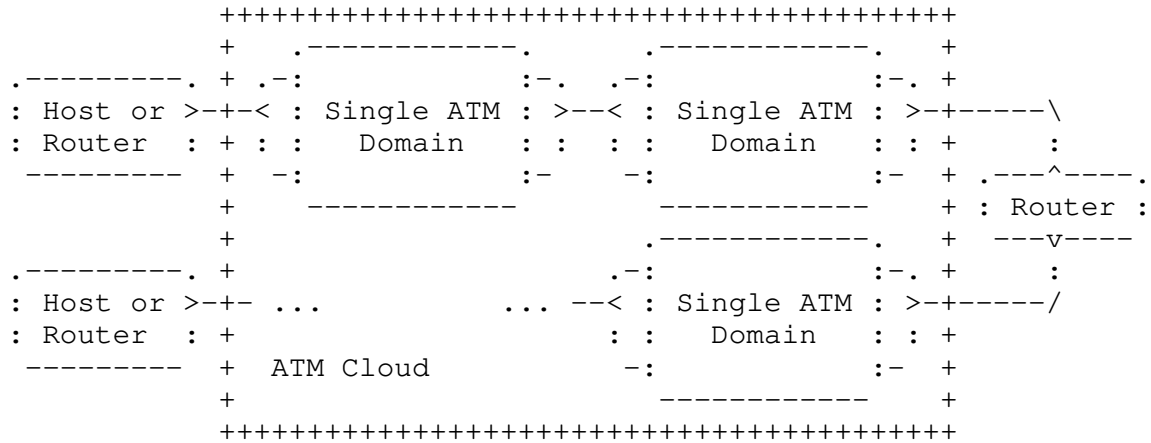 ++++++++++++++++++++++++++++++++++++++++++
+ .------------. .------------. +
.---------. + .-: :-. .-: :-. +
: Host or >-+-< : Single ATM : >--< : Single ATM : >-+-----\
: Router : + : : Domain : : : : Domain : : + :
--------- + -: :- -: :- + .---^----.
+ ------------ ------------ + : Router :
+ .------------. + ---v----
.---------. + .-: :-. + :
: Host or >-+- ... ... --< : Single ATM : >-+-----/
: Router : + : : Domain : : +
--------- + ATM Cloud -: :- +
+ ------------ +
++++++++++++++++++++++++++++++++++++++++++